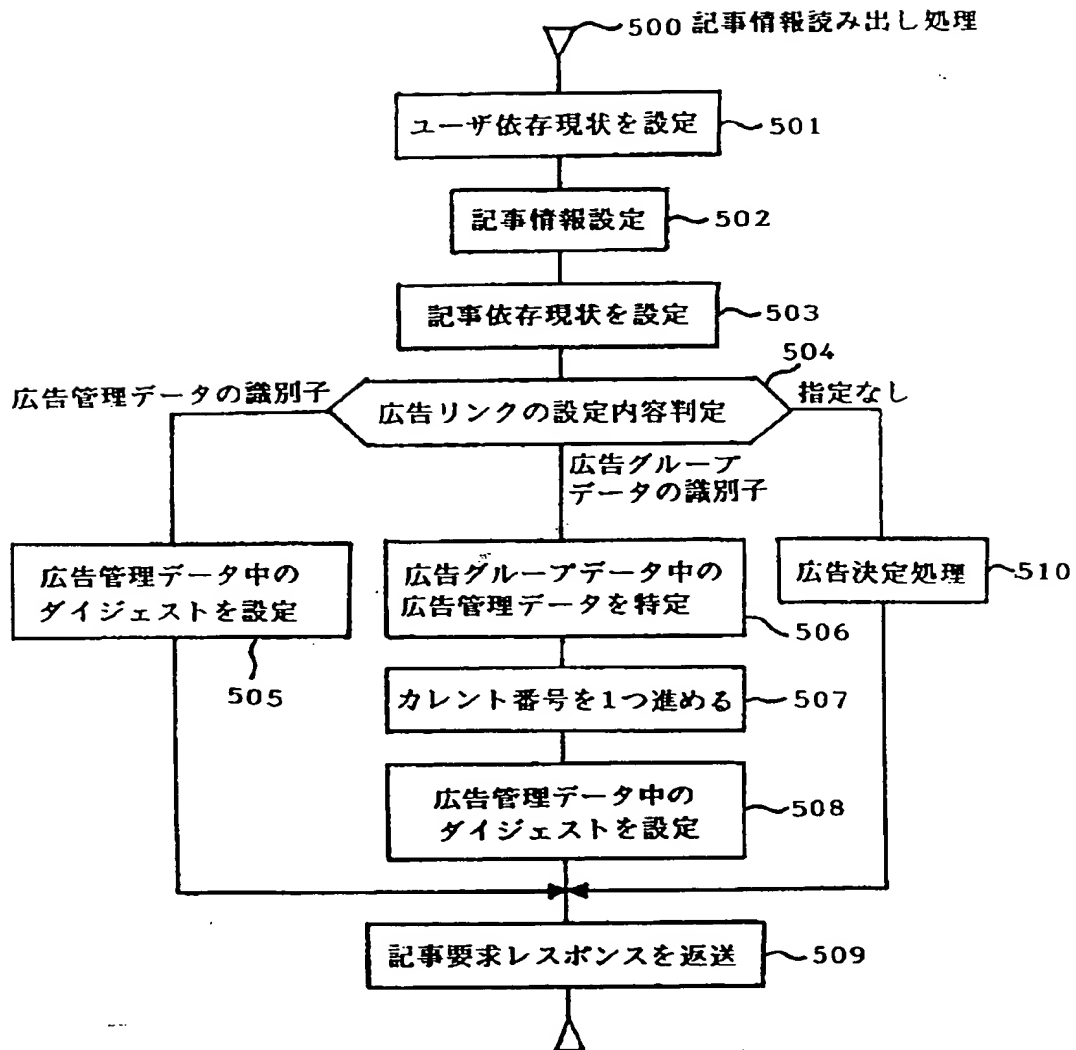 500 記事情報読み出し処理
ユーザ依存現状を設定
501
記事情報設定
502
記事依存現状を設定
503
504
広告管理データの識別子
広告リンクの設定内容判定
指定なし
広告グループ
データの識別子
広告管理データ中の
ダイジェストを設定
505
広告グループデータ中の
広告管理データを特定
506
広告決定処理
510
カレント番号を1つ進める
507
広告管理データ中の
ダイジェストを設定
508
記事要求レスポンスを返送
509